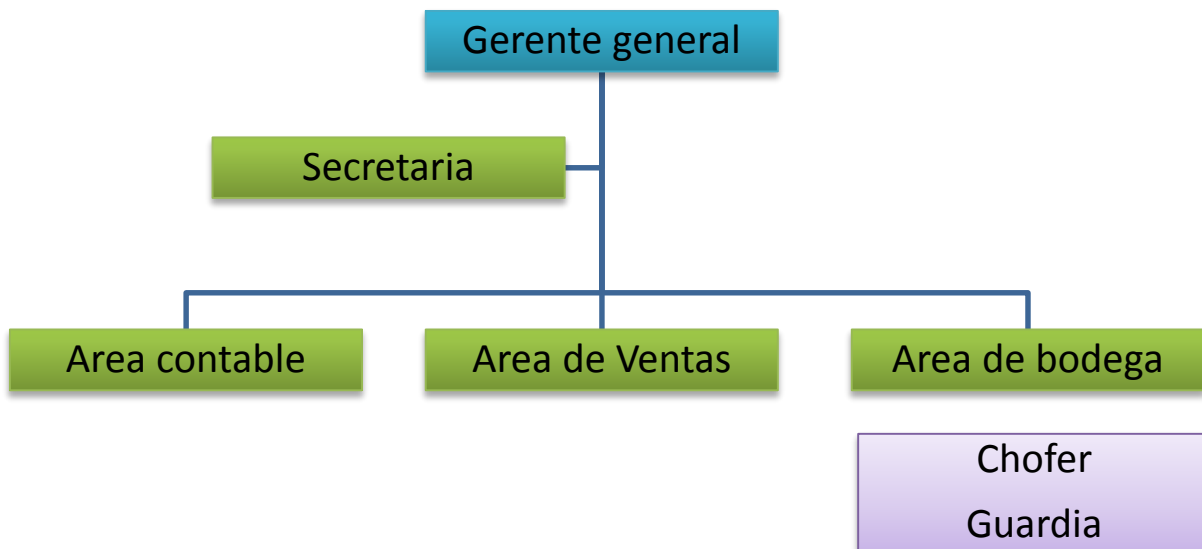 Gerente general
Secretaria
Area contable
Area de Ventas
Area de bodega
Chofer
Guardia